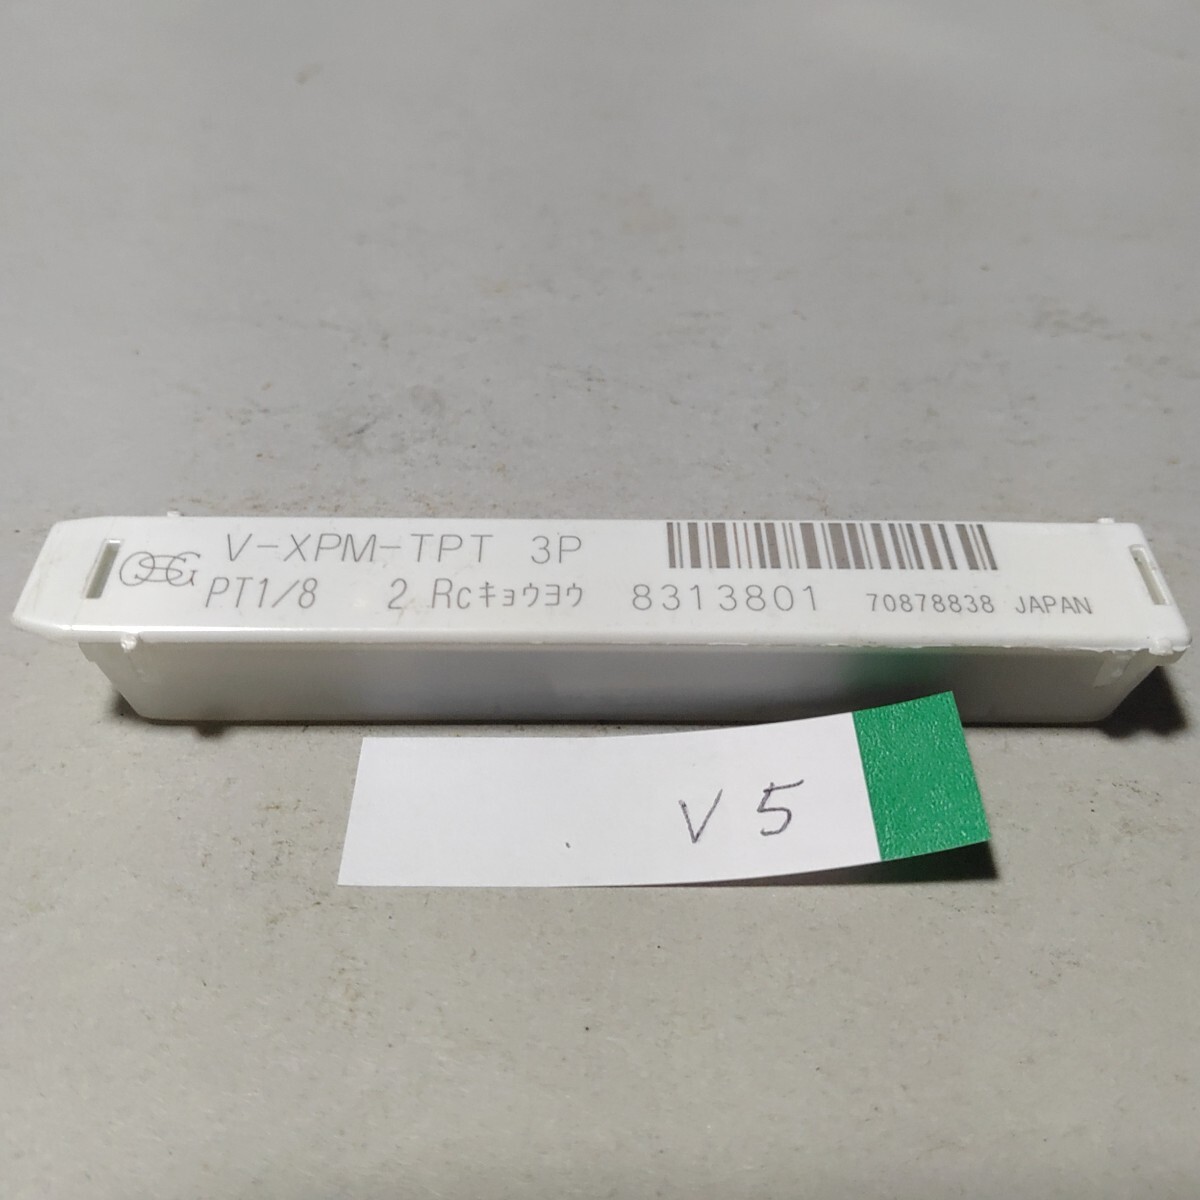 OSG V-XPM-TPT 3P
PT1/8 2 Rcｷｮｳﾖｳ 8313801 70878838 JAPAN
V5